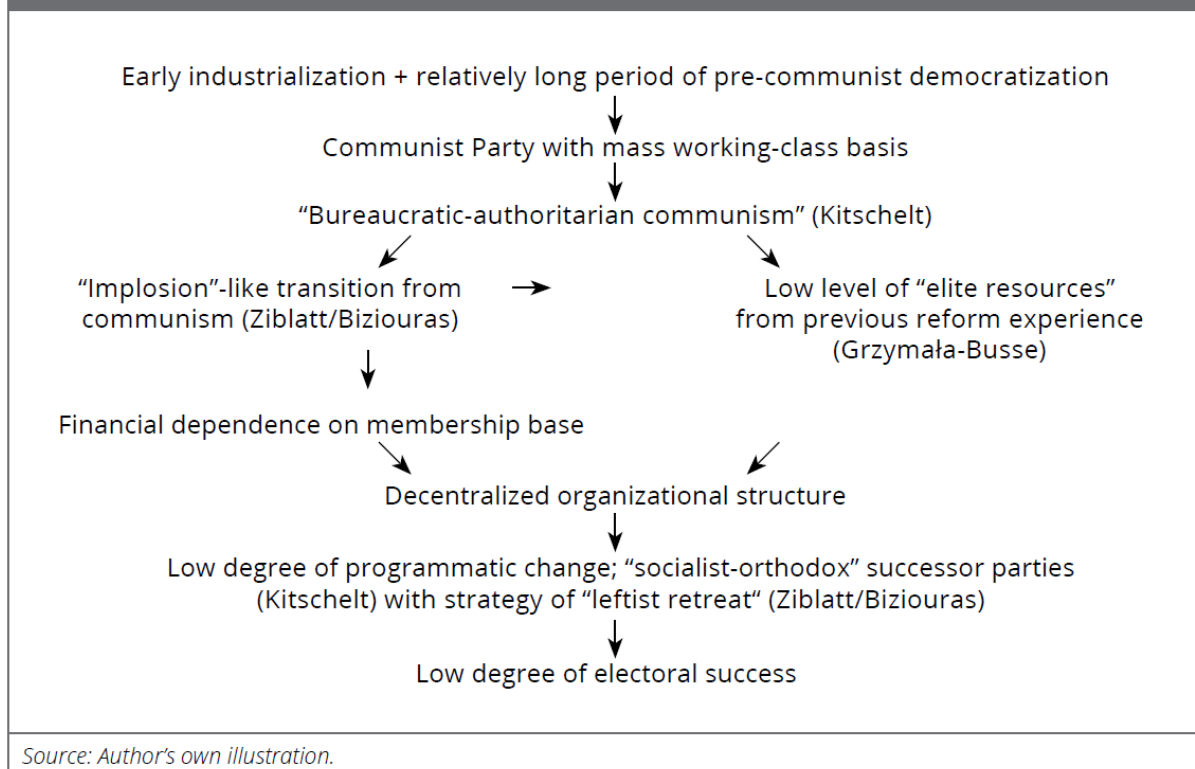 Early industrialization + relatively long period of pre-communist democratization
Communist Party with mass working-class basis
“Bureaucratic-authoritarian communism” (Kitschelt)
“Implosion”-like transition from
communism (Ziblatt/Biziouras)
Low level of “elite resources”
from previous reform experience
(Grzymała-Busse)
Financial dependence on membership base
Decentralized organizational structure
Low degree of programmatic change; “socialist-orthodox” successor parties
(Kitschelt) with strategy of “leftist retreat“ (Ziblatt/Biziouras)
Low degree of electoral success
Source: Author’s own illustration.